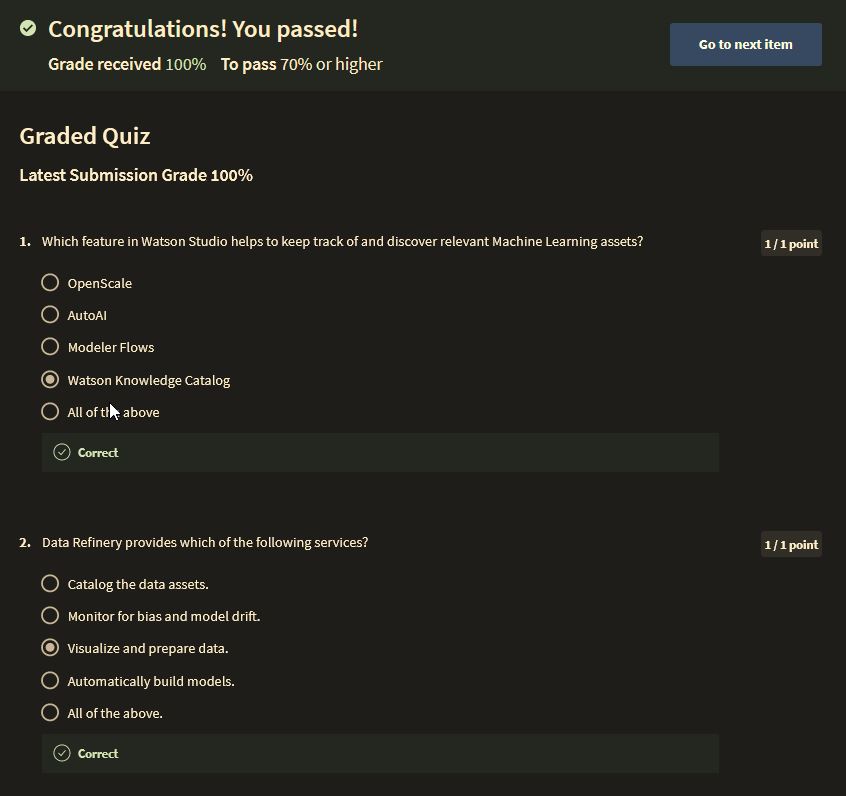 Congratulations! You passed!
Go to next item
Grade received 100% To pass 70% or higher
Graded Quiz
Latest Submission Grade 100%
1. Which feature in Watson Studio helps to keep track of and discover relevant Machine Learning assets?
1 / 1 point
OpenScale
AutoAI
Modeler Flows
Watson Knowledge Catalog
All of the above
Correct
2. Data Refinery provides which of the following services?
1 / 1 point
Catalog the data assets.
Monitor for bias and model drift.
Visualize and prepare data.
Automatically build models.
All of the above.
Correct